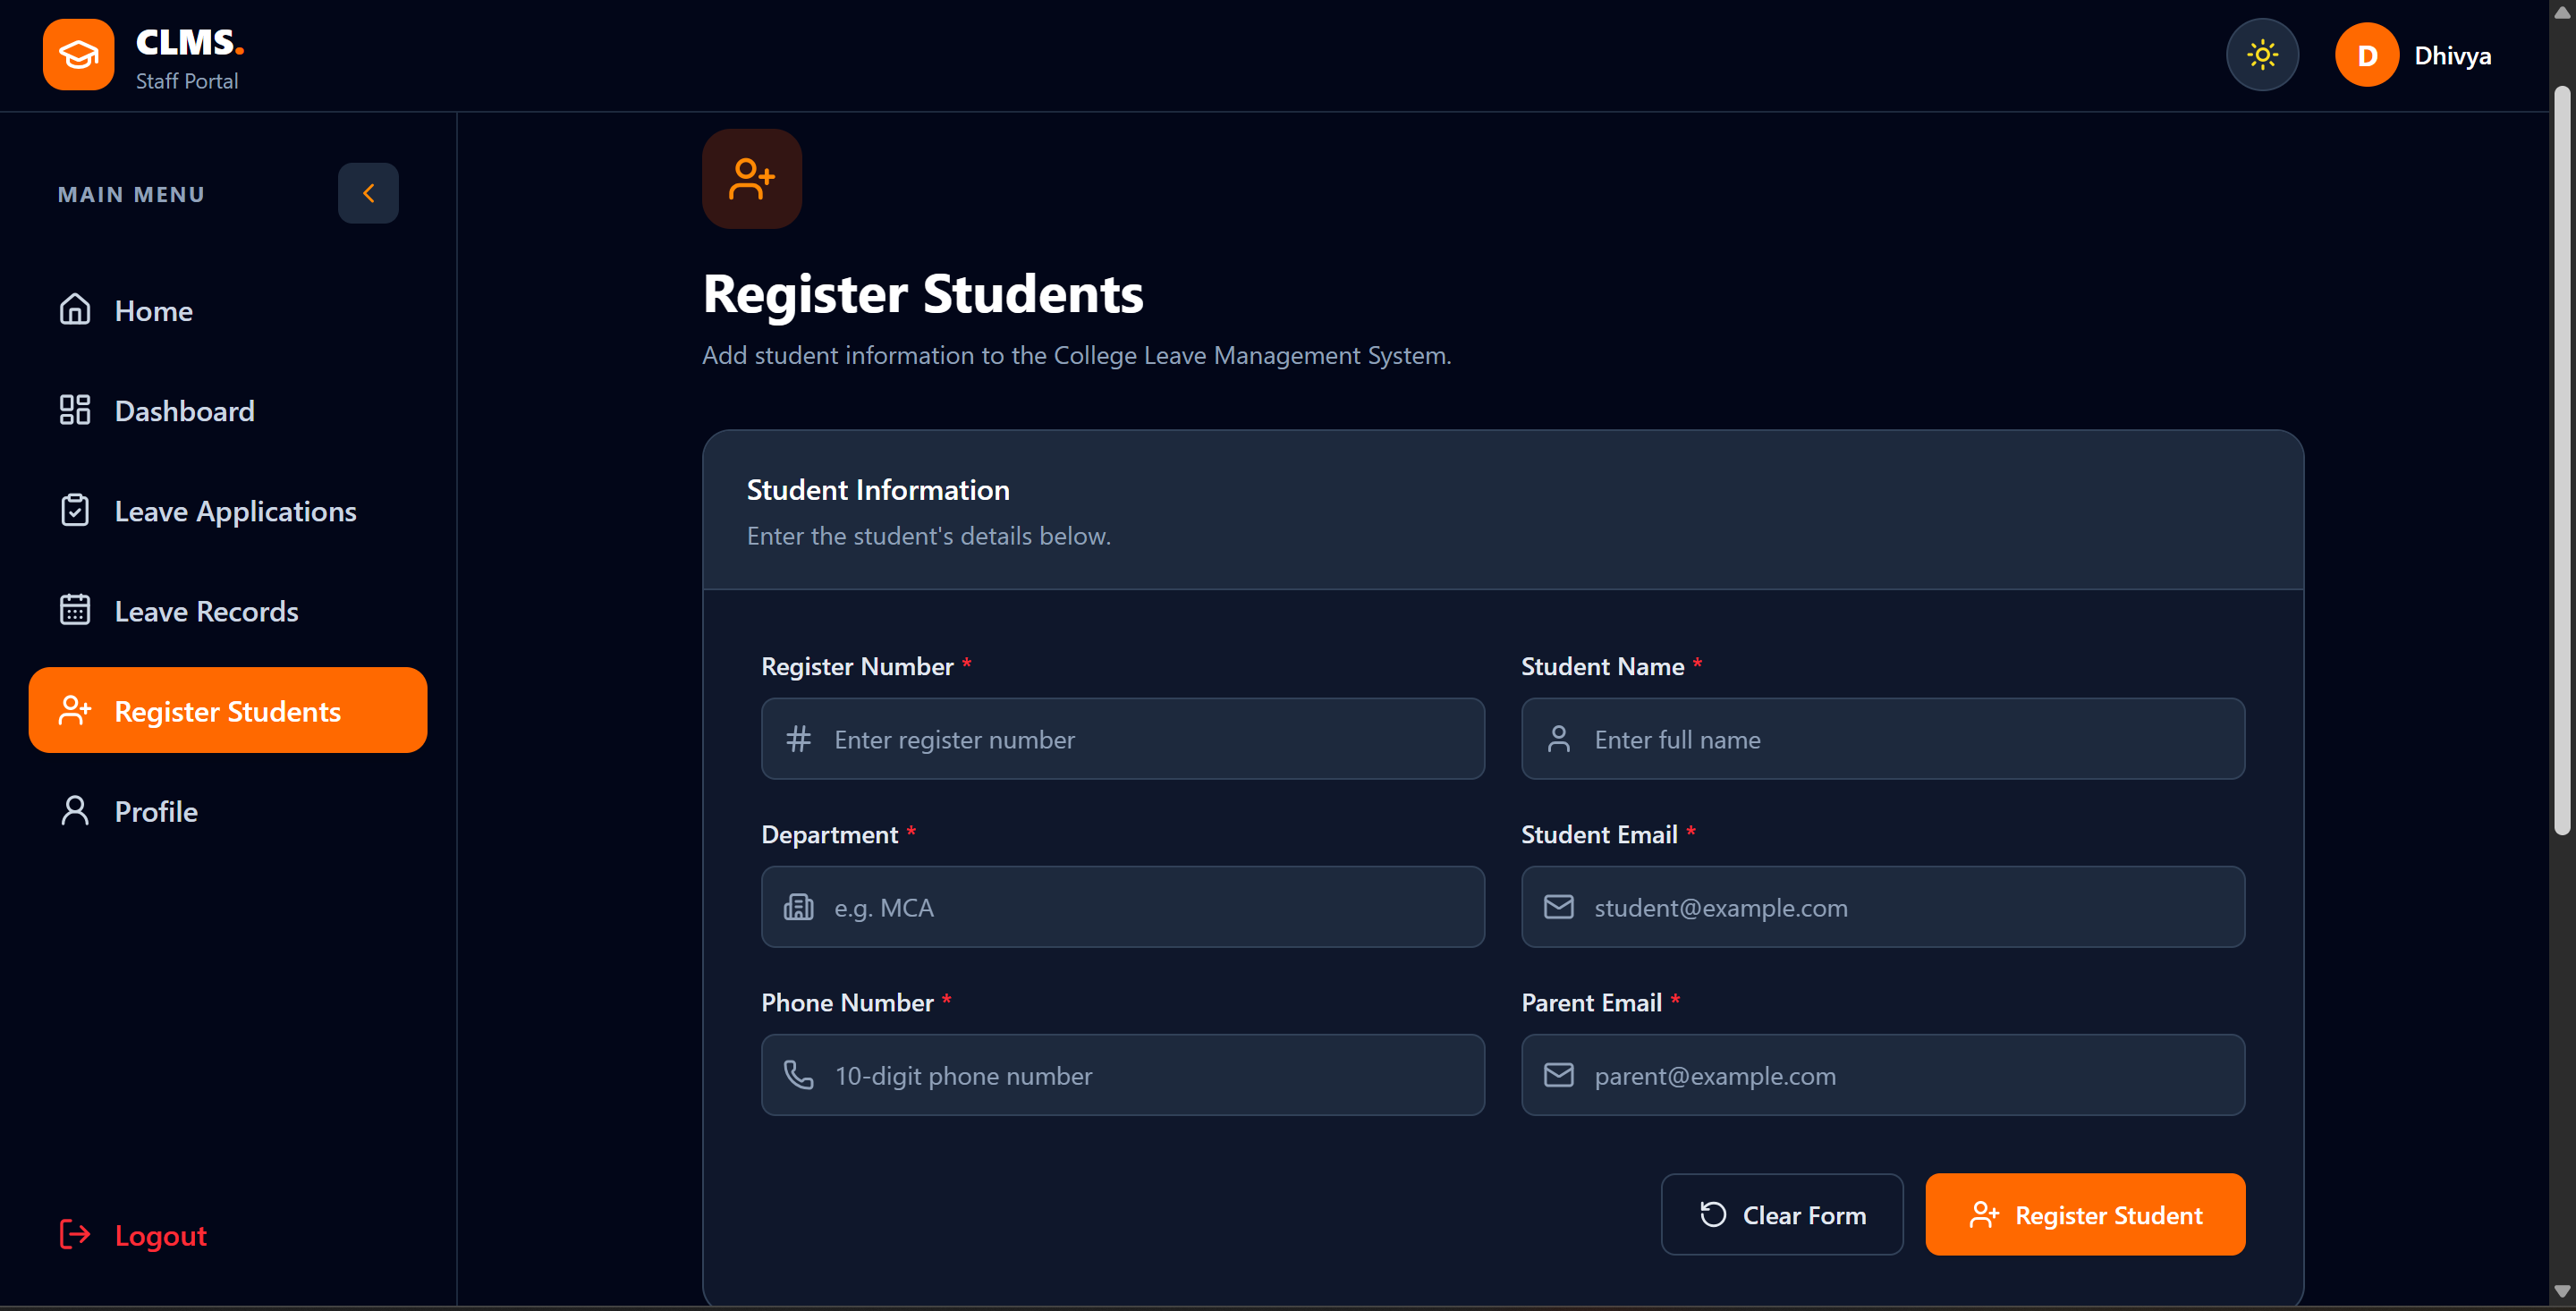 CLMS.
Staff Portal
D
Dhivya
MAIN MENU
Home
Dashboard
Leave Applications
Leave Records
Register Students
Profile
Logout
Register Students
Add student information to the College Leave Management System.
Student Information
Enter the student's details below.
Register Number *
Student Name *
Enter register number
Enter full name
Department *
Student Email *
e.g. MCA
student@example.com
Phone Number *
Parent Email *
10-digit phone number
parent@example.com
Clear Form
Register Student